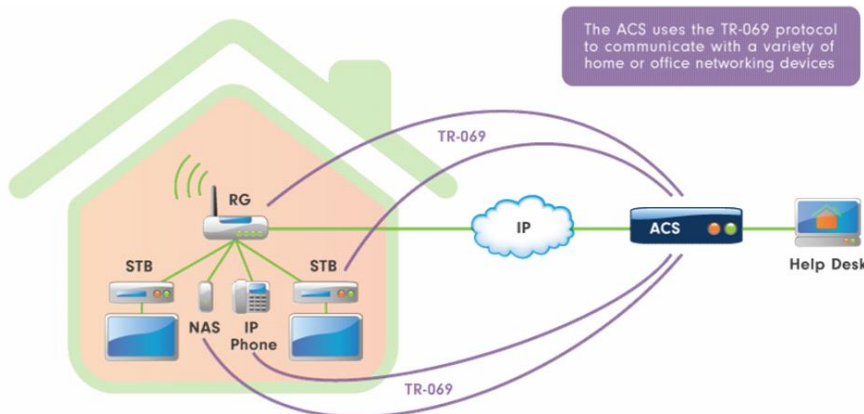 The ACS uses the TR-069 protocol
to communicate with a variety of
home or office networking devices
TR-069
RG
IP
ACS
STB
STB
Help Desk
NAS
IP
Phone
TR-069